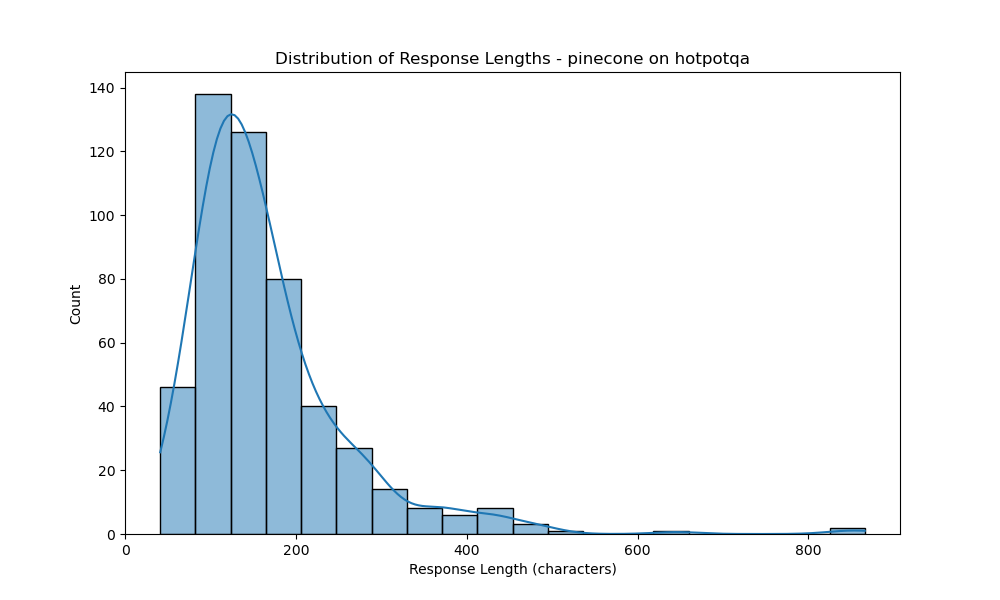 Distribution of Response Lengths - pinecone on hotpotqa
140
120
100
80
60
40
20
0
Count
0 200 400 600 800
Response Length (characters)